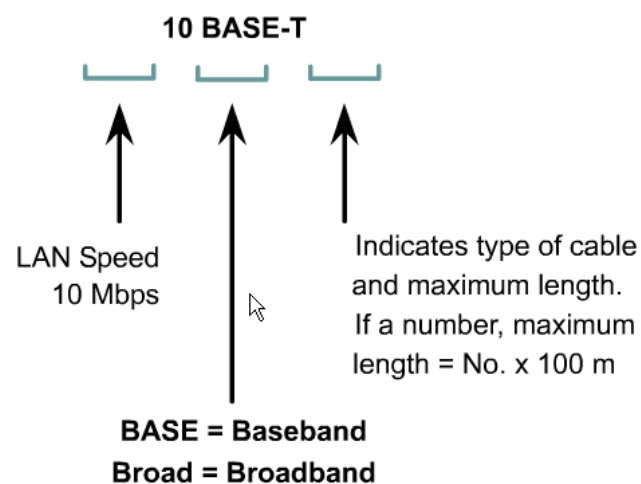 10 BASE-T
LAN Speed
10 Mbps
Indicates type of cable
and maximum length.
If a number, maximum
length = No. x 100 m
BASE = Baseband
Broad = Broadband